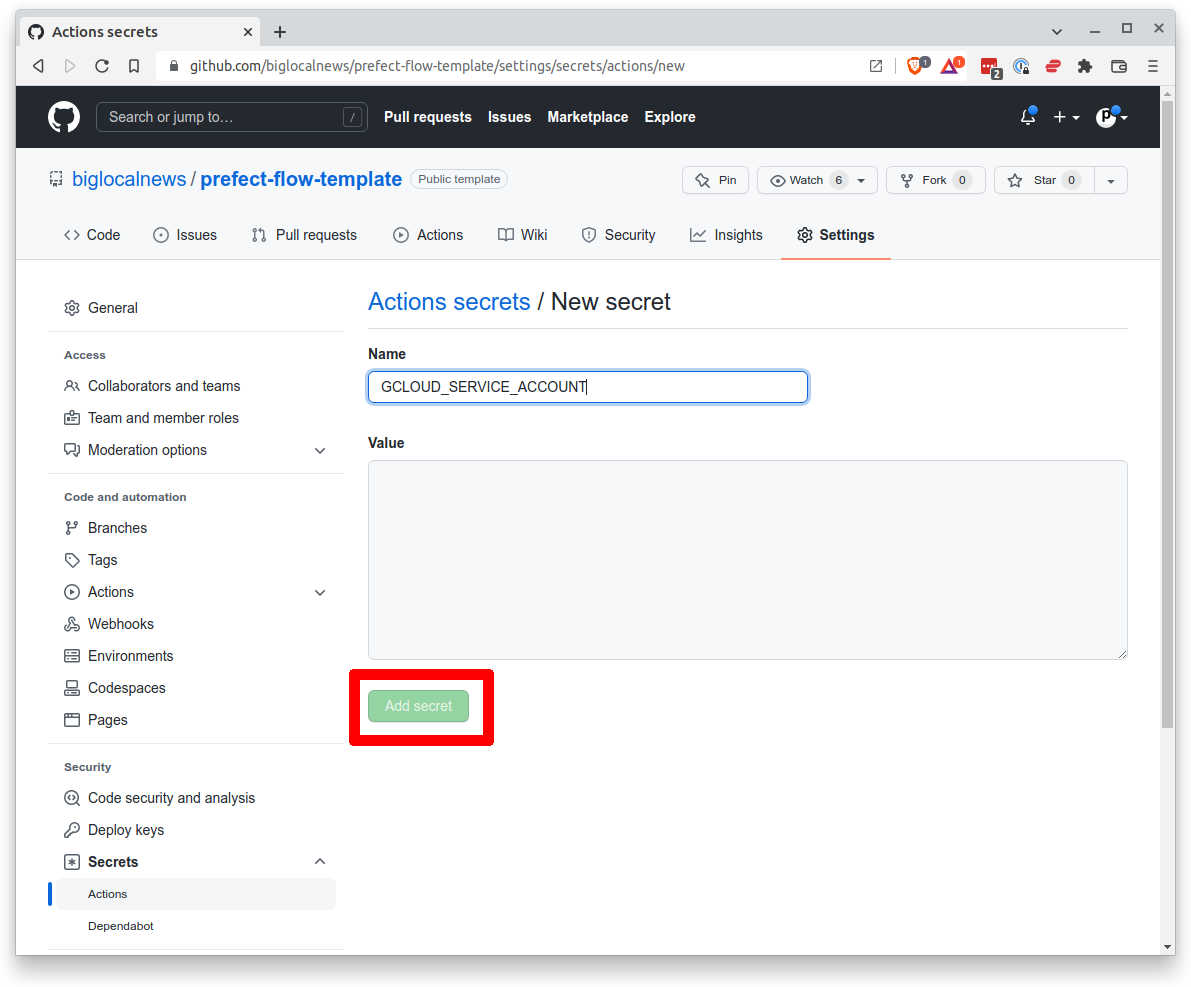 Actions secrets
github.com/biglocalnews/prefect-flow-template/settings/secrets/actions/new
1
1
2
Search or jump to…
/
Pull requests
Issues
Marketplace
Explore
biglocalnews / prefect-flow-template
Public template
Pin
Watch 6
Fork 0
Star 0
Code
Issues
Pull requests
Actions
Wiki
Security
Insights
Settings
General
Access
Collaborators and teams
Team and member roles
Moderation options
Code and automation
Branches
Tags
Actions
Webhooks
Environments
Codespaces
Pages
Security
Code security and analysis
Deploy keys
Secrets
Actions
Dependabot
Actions secrets / New secret
Name
GCLOUD_SERVICE_ACCOUNT
Value
Add secret